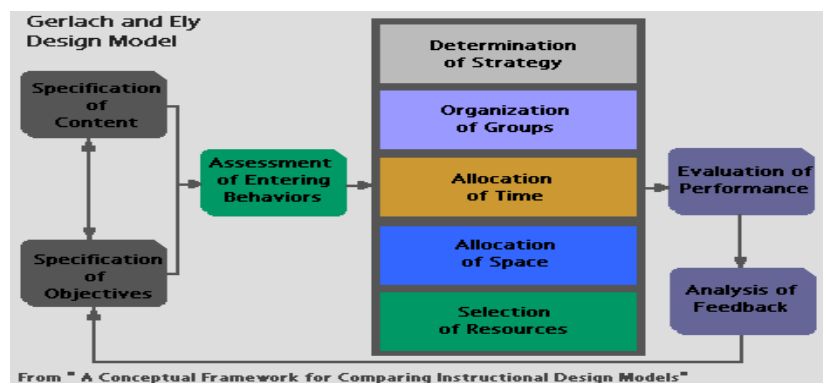 Gerlach and Ely
Design Model
Specification
of
Content
Specification
of
Objectives
Assessment
of Entering
Behaviors
Determination
of Strategy
Organization
of Groups
Allocation
of Time
Allocation
of Space
Selection
of Resources
Evaluation of
Performance
Analysis of
Feedback
From " A Conceptual Framework for Comparing Instructional Design Models"